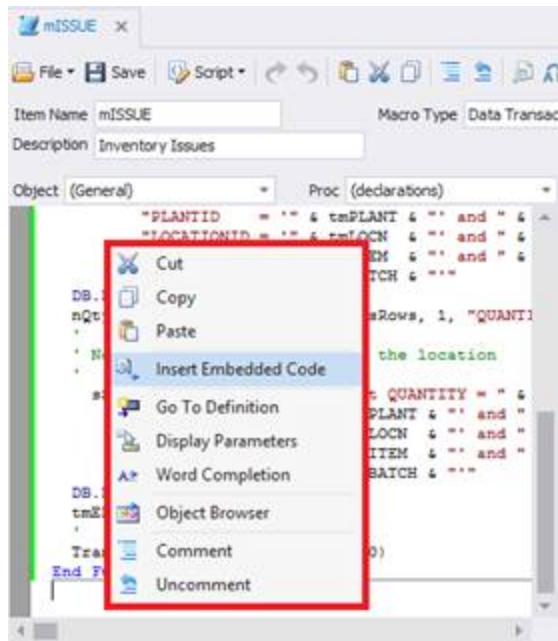 mISSUE
File Save Script
Item Name mISSUE Macro Type Data Transac
Description Inventory Issues
Object (General) Proc (declarations)
"PLANTID = '" & tmPLANT & "' and " &
"LOCATIONID = '" & tmLOCN & "' and " &
EM & "' and " &
TCH & "'"
Cut
DB.
Copy
nQt sRows, 1, "QUANTI
Paste
' N the location
Insert Embedded Code
s t QUANTITY = " &
Go To Definition
PLANT & "' and "
LOCN & "' and "
Display Parameters
ITEM & "' and "
Word Completion
BATCH & "'"
DB.
Object Browser
tmE
Comment
Tra 0)
End F
Uncomment